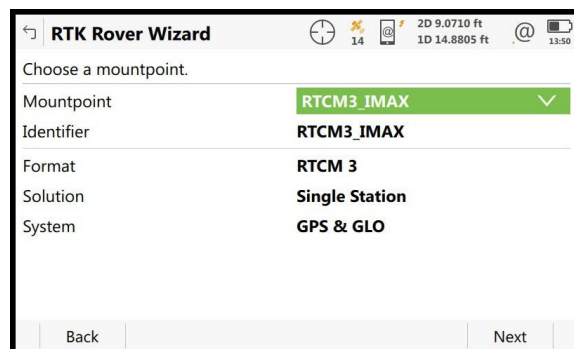 RTK Rover Wizard
14
@
2D 9.0710 ft
1D 14.8805 ft
@
13:50
Choose a mountpoint.
Mountpoint RTCM3_IMAX
Identifier RTCM3_IMAX
Format RTCM 3
Solution Single Station
System GPS & GLO
Back Next